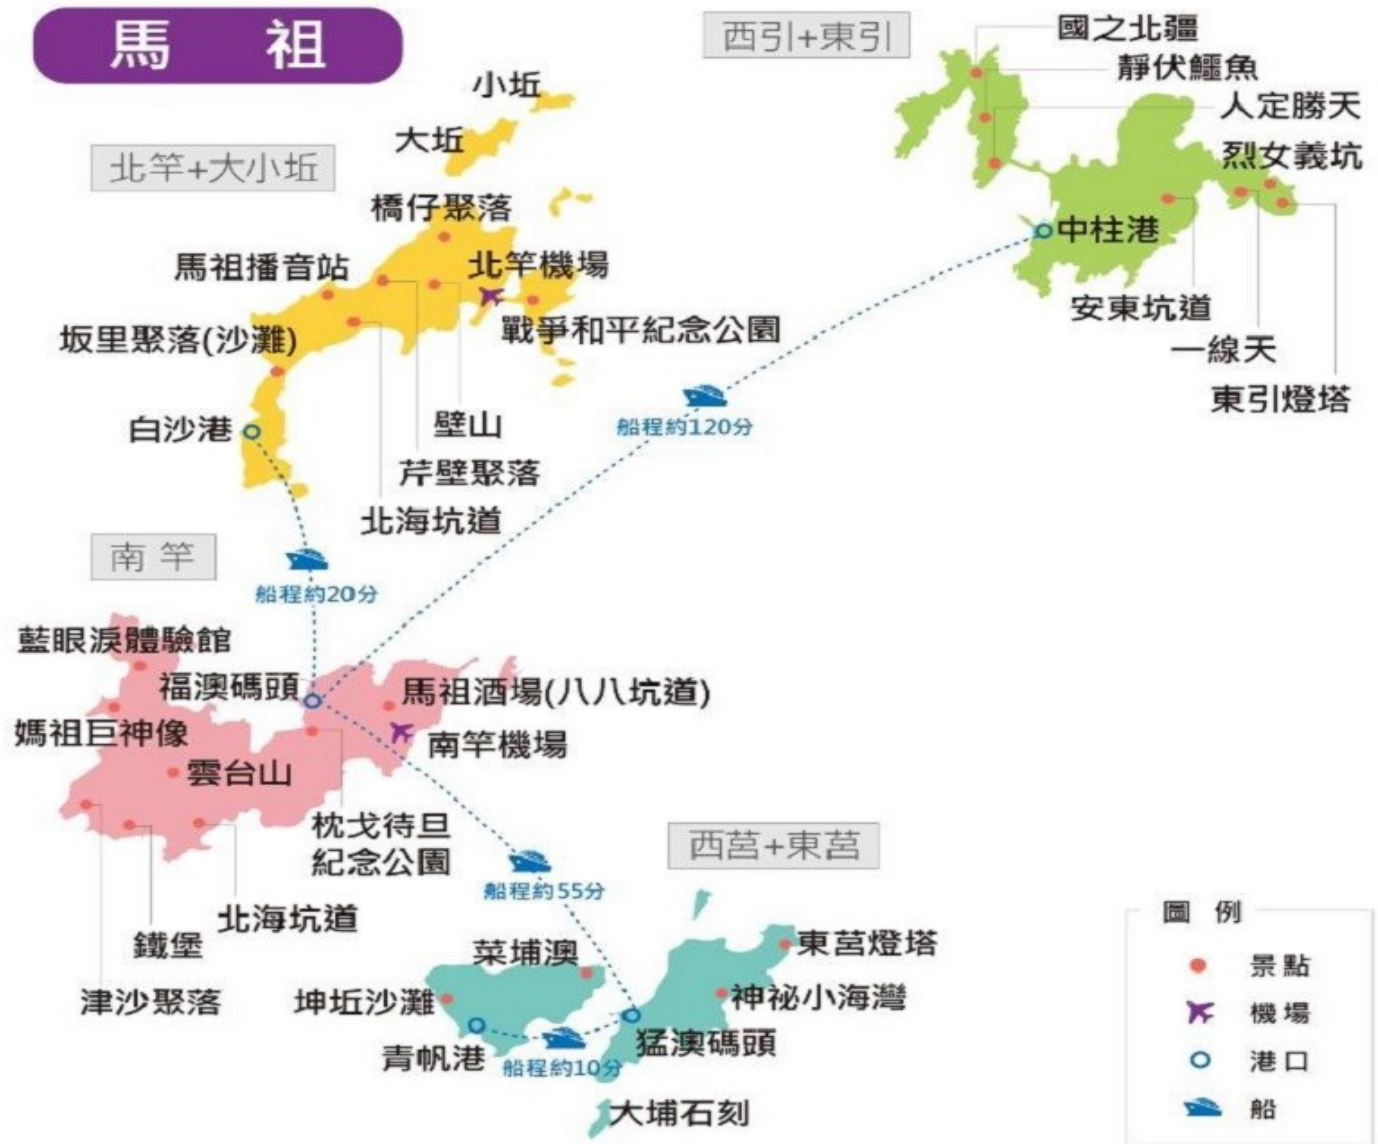 馬祖
西引+東引
國之北疆
靜伏鱷魚
人定勝天
烈女義坑
中柱港
安東坑道
一線天
東引燈塔
小坵
大坵
北竿+大小坵
橋仔聚落
馬祖播音站
北竿機場
坂里聚落(沙灘)
戰爭和平紀念公園
白沙港
壁山
芹壁聚落
北海坑道
船程約120分
南竿
船程約20分
藍眼淚體驗館
福澳碼頭
馬祖酒場(八八坑道)
媽祖巨神像
南竿機場
雲台山
枕戈待旦
紀念公園
北海坑道
鐵堡
津沙聚落
船程約55分
西莒+東莒
菜埔澳
東莒燈塔
坤坵沙灘
神祕小海灣
青帆港
船程約10分
猛澳碼頭
大埔石刻
圖例
景點
機場
港口
船